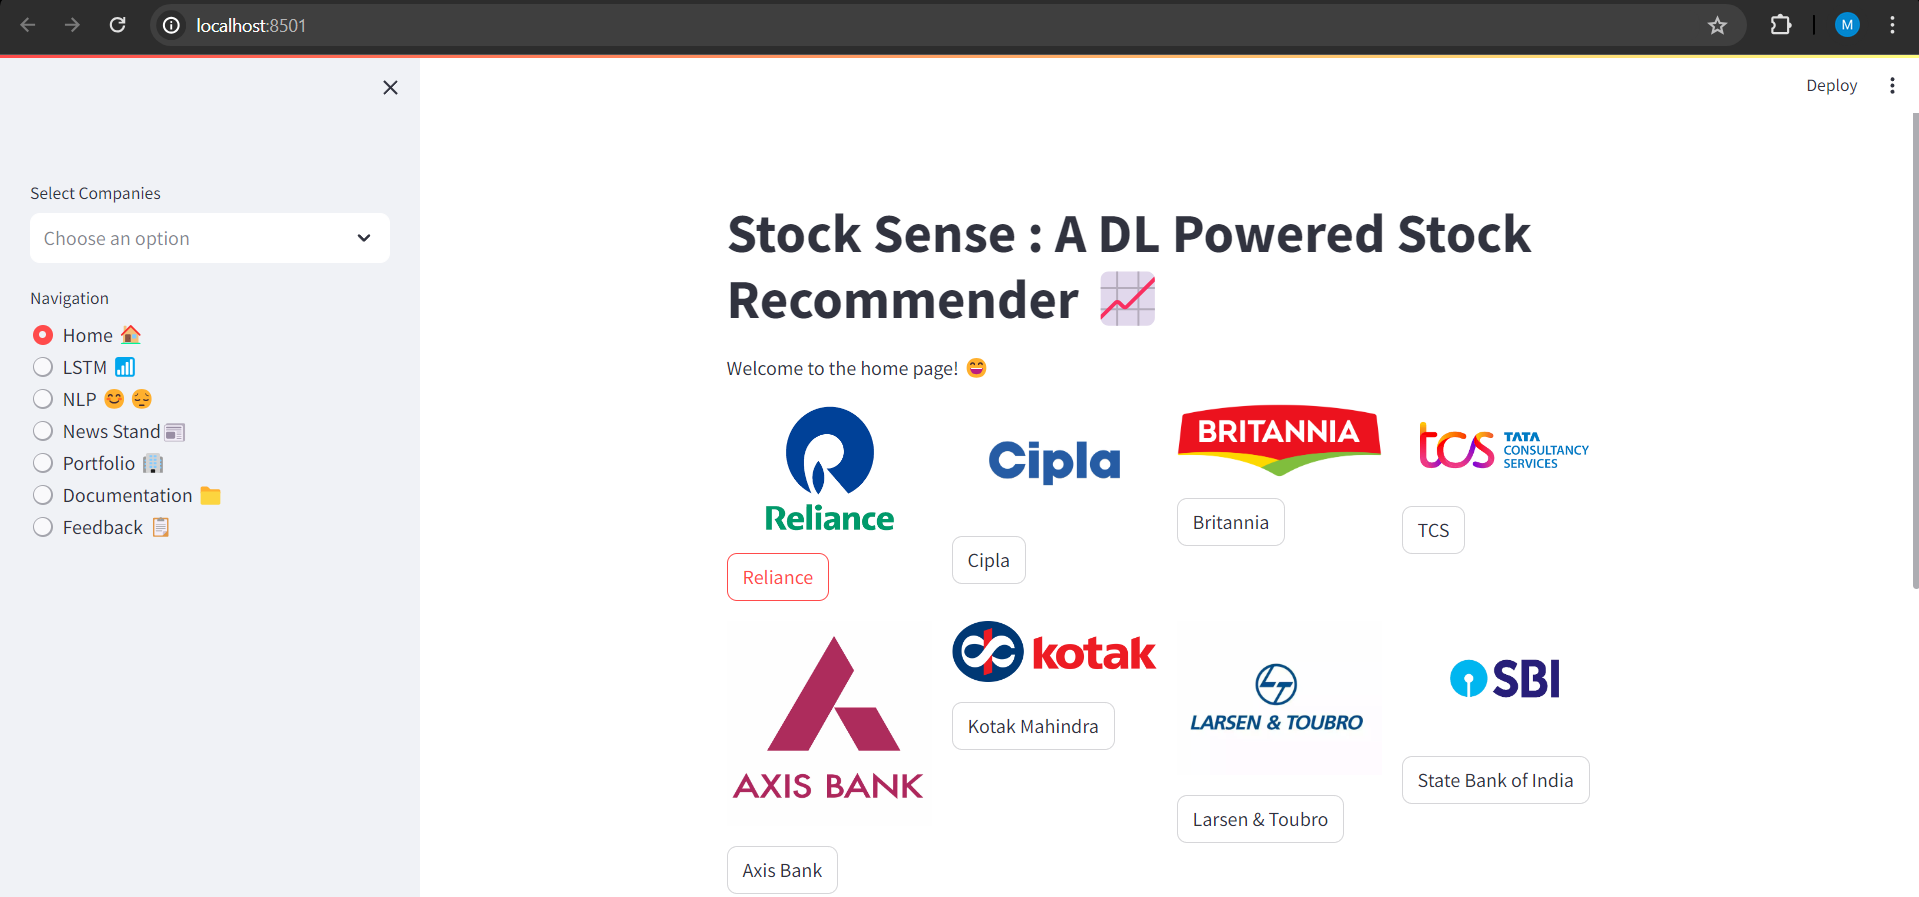 localhost:8501
M
Deploy
Select Companies
Choose an option
Navigation
Home 🏠
LSTM 📊
NLP 😊 😔
News Stand📰
Portfolio 🏢
Documentation 📁
Feedback 📋
Stock Sense : A DL Powered Stock
Recommender 📈
Welcome to the home page! 😄
Reliance
Cipla
BRITANNIA
tcs TATA
CONSULTANCY
SERVICES
Reliance
Cipla
Britannia
TCS
AXIS BANK
kotak
LARSEN & TOUBRO
SBI
Axis Bank
Kotak Mahindra
Larsen & Toubro
State Bank of India